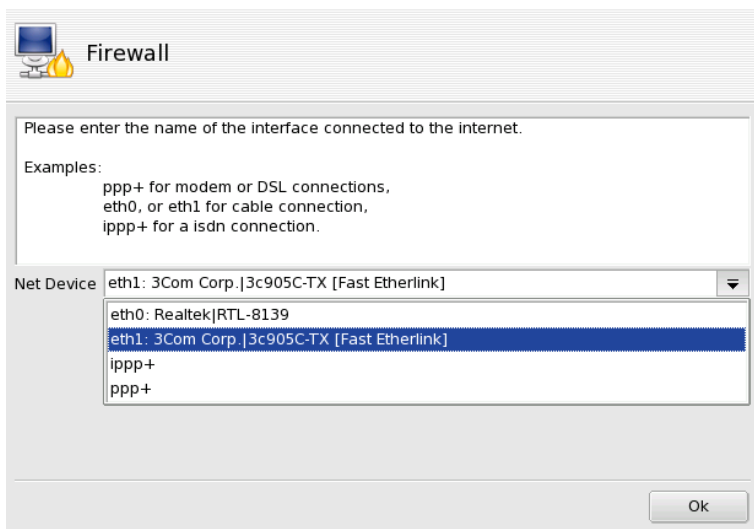 Firewall
Please enter the name of the interface connected to the internet.
Examples:
ppp+ for modem or DSL connections,
eth0, or eth1 for cable connection,
ippp+ for a isdn connection.
Net Device eth1: 3Com Corp.|3c905C-TX [Fast Etherlink]
eth0: Realtek|RTL-8139
eth1: 3Com Corp.|3c905C-TX [Fast Etherlink]
ippp+
ppp+
Ok